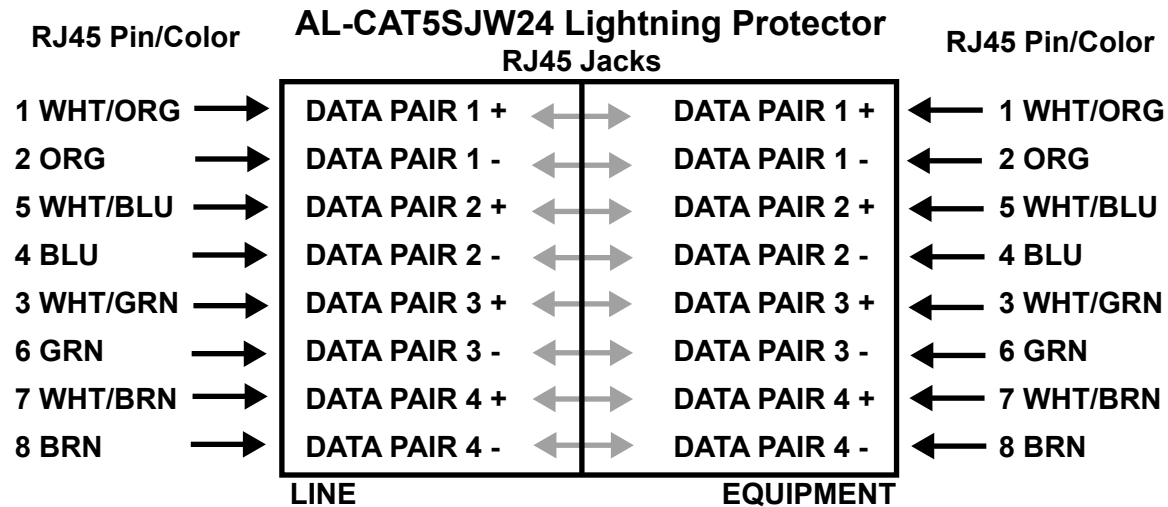 AL-CAT5SJW24 Lightning Protector
RJ45 Pin/Color RJ45 Jacks RJ45 Pin/Color
1 WHT/ORG DATA PAIR 1 + DATA PAIR 1 + 1 WHT/ORG
2 ORG DATA PAIR 1 - DATA PAIR 1 - 2 ORG
5 WHT/BLU DATA PAIR 2 + DATA PAIR 2 + 5 WHT/BLU
4 BLU DATA PAIR 2 - DATA PAIR 2 - 4 BLU
3 WHT/GRN DATA PAIR 3 + DATA PAIR 3 + 3 WHT/GRN
6 GRN DATA PAIR 3 - DATA PAIR 3 - 6 GRN
7 WHT/BRN DATA PAIR 4 + DATA PAIR 4 + 7 WHT/BRN
8 BRN DATA PAIR 4 - DATA PAIR 4 - 8 BRN
LINE EQUIPMENT